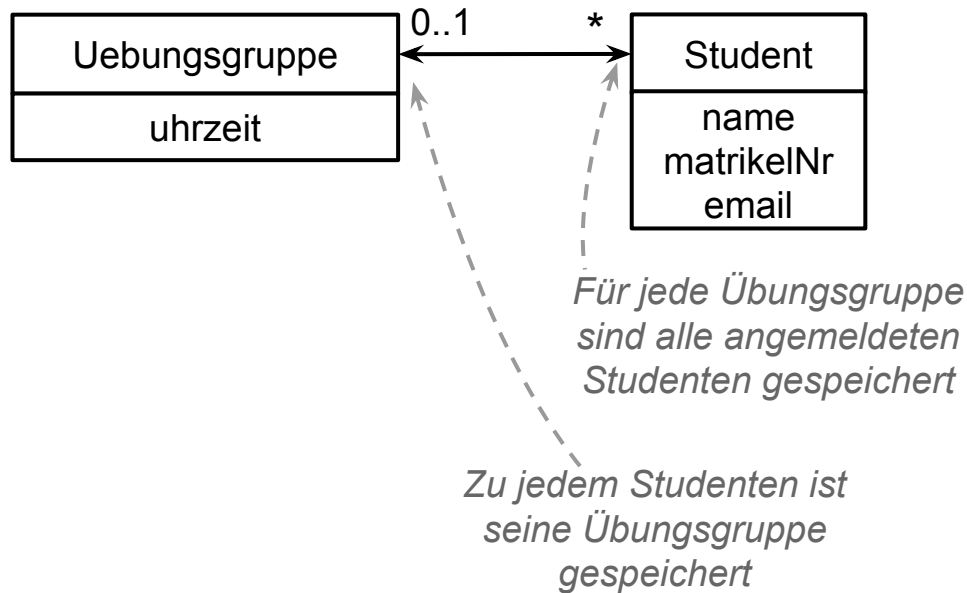 0..1 *
Uebungsgruppe
Student
uhrzeit
name
matrikelNr
email
Für jede Übungsgruppe
sind alle angemeldeten
Studenten gespeichert
Zu jedem Studenten ist
seine Übungsgruppe
gespeichert